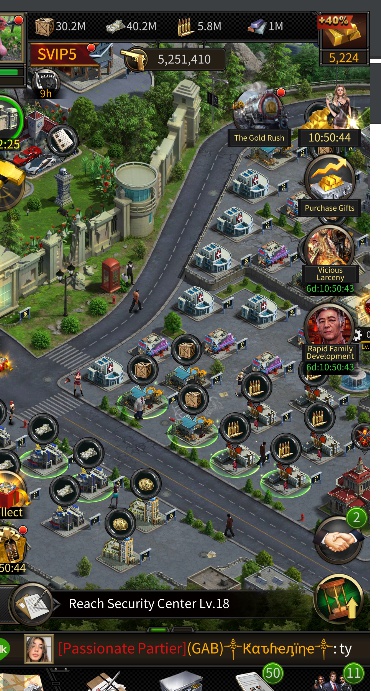 30.2M 40.2M 5.8M 1M +40%
SVIP5 5,251,410 5,224
9h
2:25
The Gold Rush 10:50:44
Purchase Gifts
Vicious
Larceny
6d:10:50:43
Rapid Family
Development
6d:10:50:43
llect
50:44
2
Reach Security Center Lv.18
[Passionate Partier](GAB)
: ty
50 11